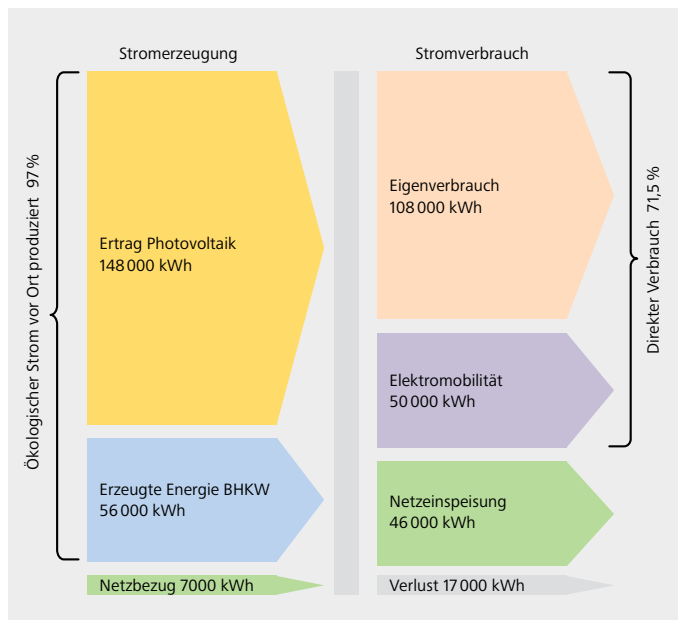 Stromerzeugung
Stromverbrauch
Ökologischer Strom vor Ort produziert 97 %
Ertrag Photovoltaik
148 000 kWh
Erzeugte Energie BHKW
56 000 kWh
Netzbezug 7000 kWh
Eigenverbrauch
108 000 kWh
Elektromobilität
50 000 kWh
Netzeinspeisung
46 000 kWh
Verlust 17 000 kWh
Direkter Verbrauch 71,5 %